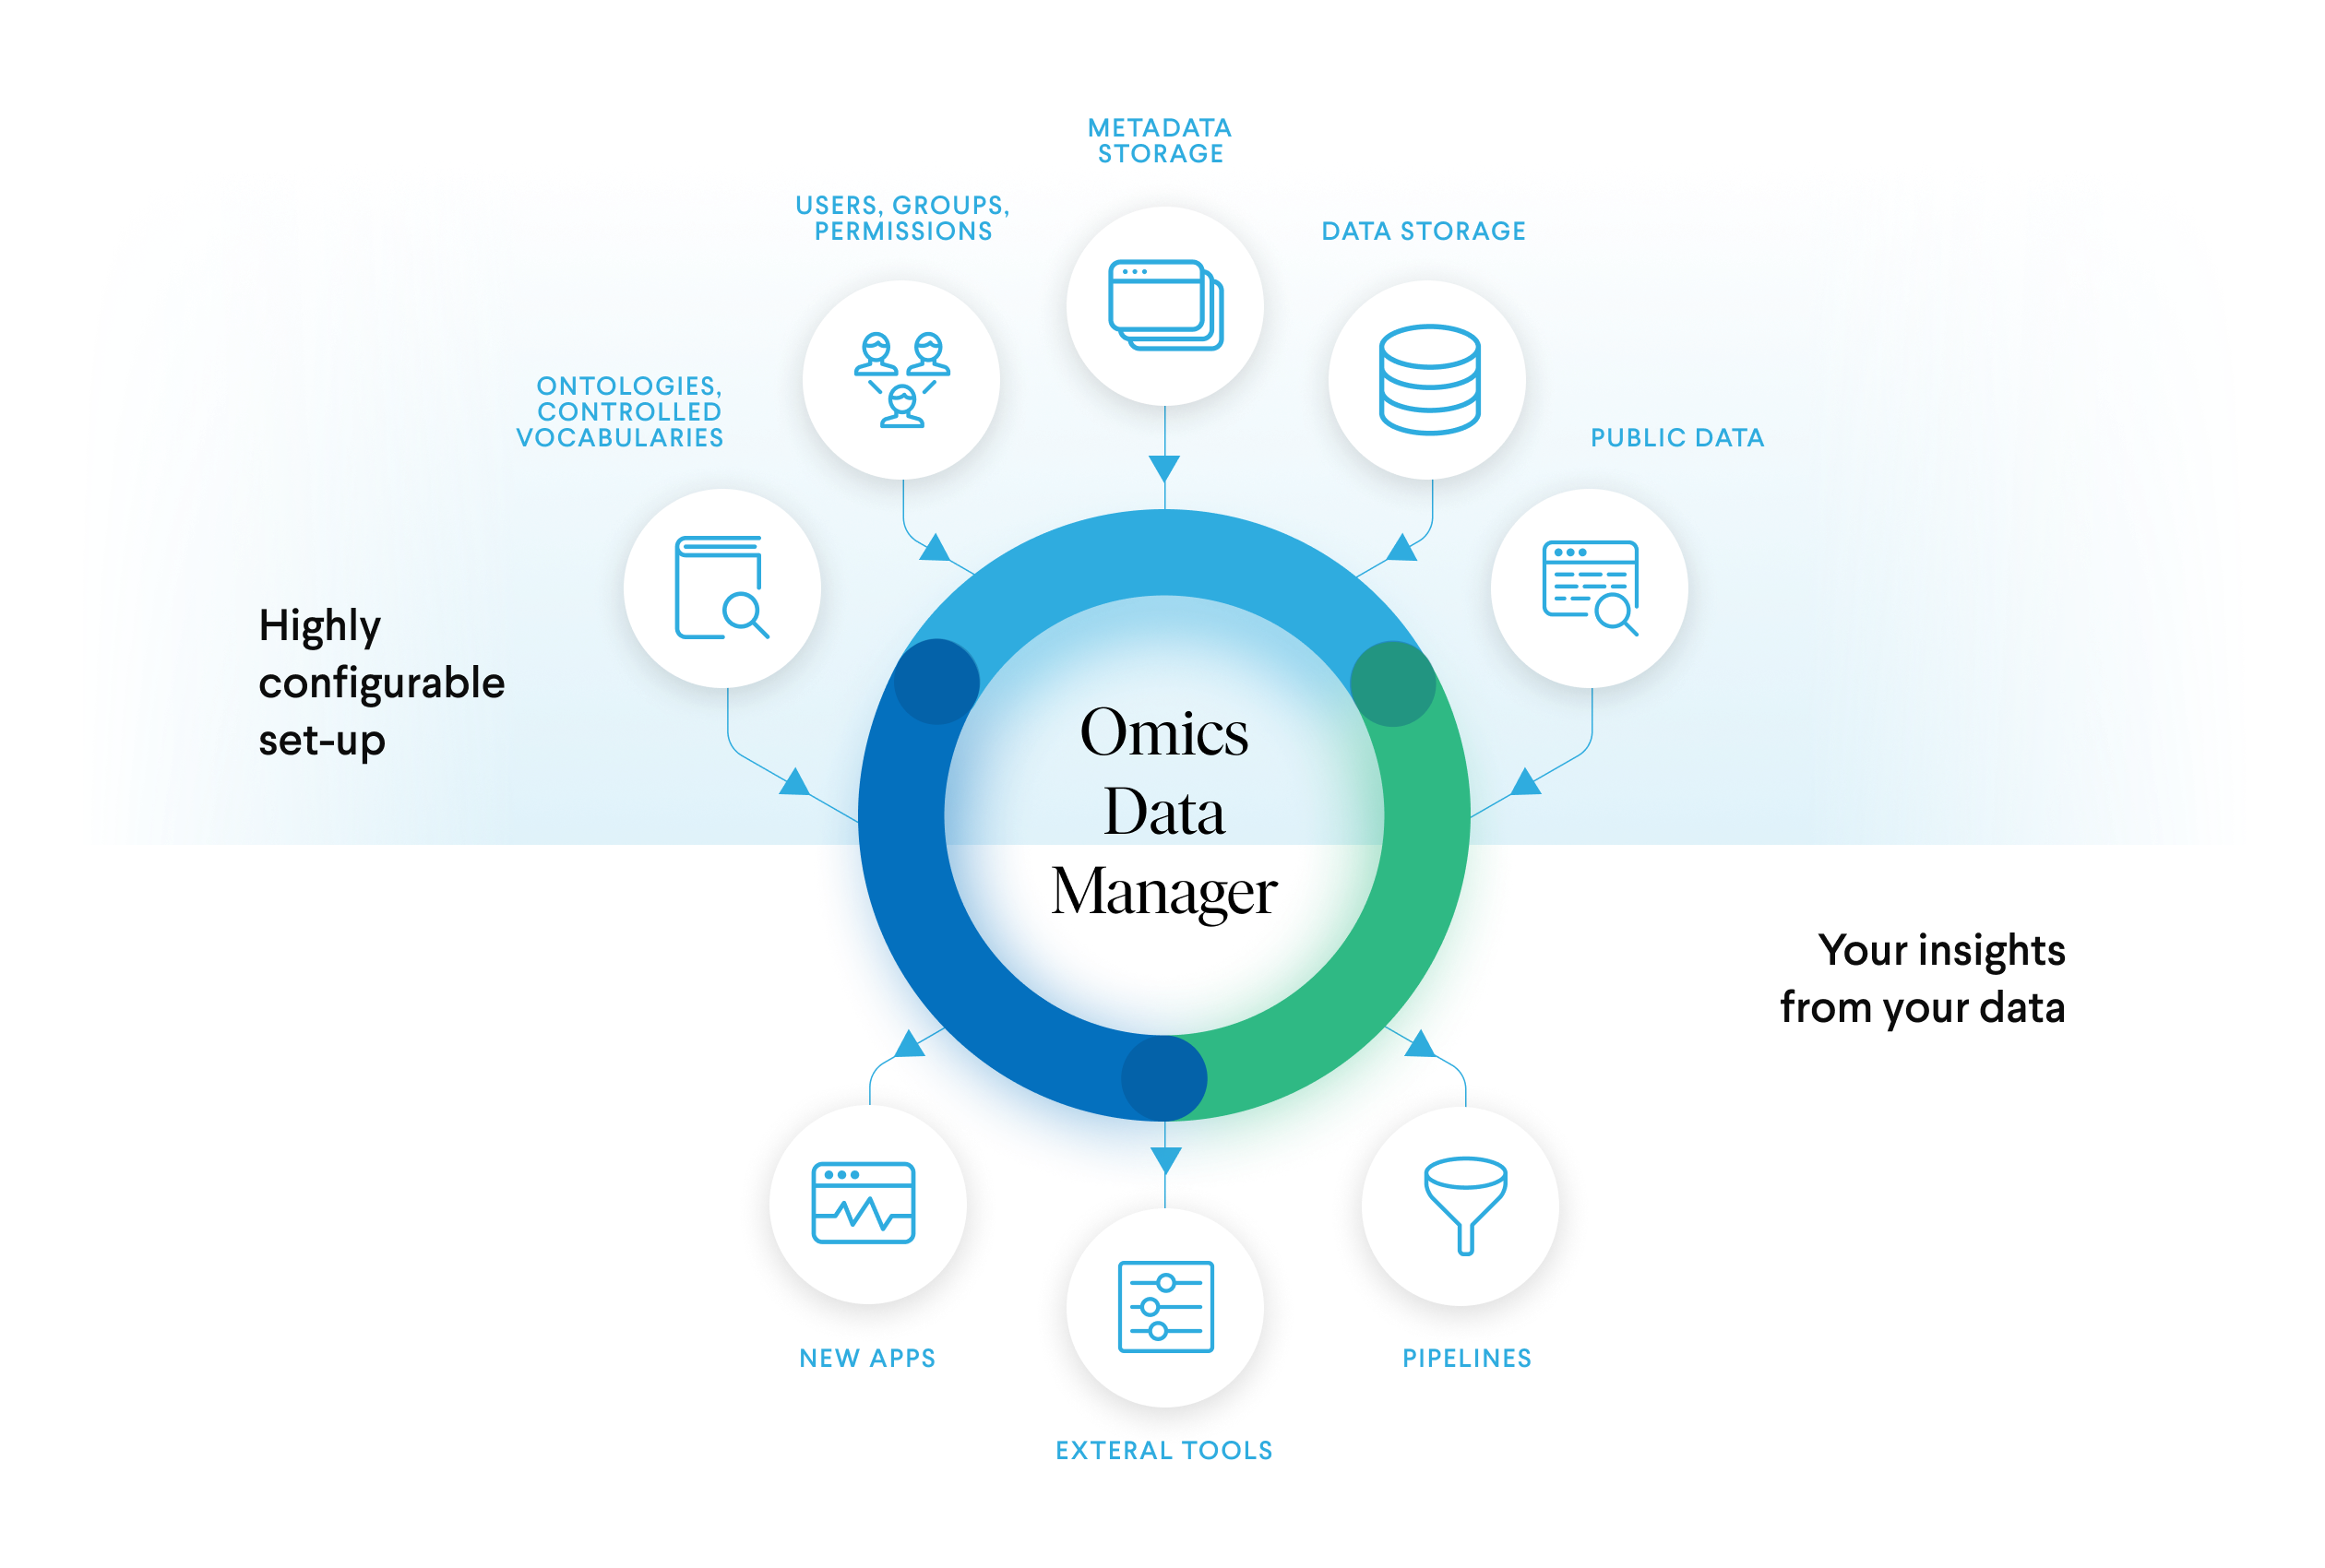 METADATA
STORAGE
USERS, GROUPS,
PERMISSIONS
DATA STORAGE
ONTOLOGIES,
CONTROLLED
VOCABULARIES
PUBLIC DATA
Highly
configurable
set-up
Omics
Data
Manager
Your insights
from your data
NEW APPS
PIPELINES
EXTERAL TOOLS